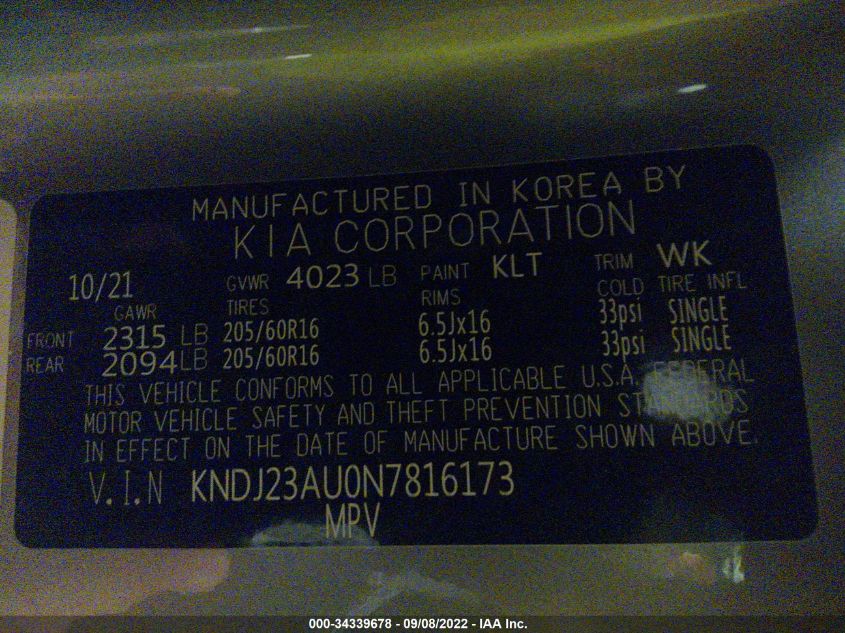 MANUFACTURED IN KOREA BY
KIA CORPORATION
10/21 GVWR 4023 LB PAINT KLT TRIM WK
GAWR TIRES RIMS COLD TIRE INFL
FRONT 2315 LB 205/60R16 6.5Jx16 33psi SINGLE
REAR 2094 LB 205/60R16 6.5Jx16 33psi SINGLE
THIS VEHICLE CONFORMS TO ALL APPLICABLE U.S.A. FEDERAL
MOTOR VEHICLE SAFETY AND THEFT PREVENTION STANDARDS
IN EFFECT ON THE DATE OF MANUFACTURE SHOWN ABOVE.
V.I.N KNDJ23AU0N7816173
MPV
000-34339678 - 09/08/2022 - IAA Inc.